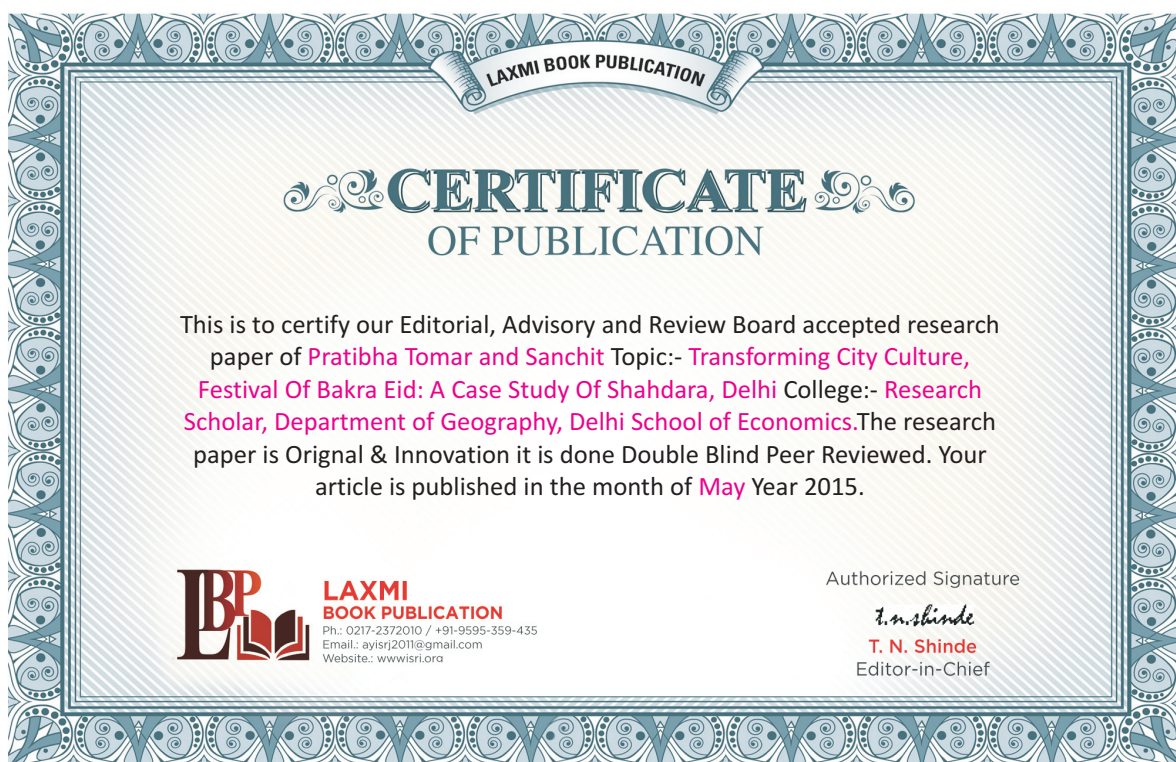 LAXMI BOOK PUBLICATION
CERTIFICATE
OF PUBLICATION
This is to certify our Editorial, Advisory and Review Board accepted research
paper of Pratibha Tomar and Sanchit Topic:- Transforming City Culture,
Festival Of Bakra Eid: A Case Study Of Shahdara, Delhi College:- Research
Scholar, Department of Geography, Delhi School of Economics.The research
paper is Orignal & Innovation it is done Double Blind Peer Reviewed. Your
article is published in the month of May Year 2015.
LBP
LAXMI
BOOK PUBLICATION
Ph.: 0217-2372010 / +91-9595-359-435
Email.: ayisrj2011@gmail.com
Website.: wwwisri.org
Authorized Signature
t.n.shinde
T. N. Shinde
Editor-in-Chief